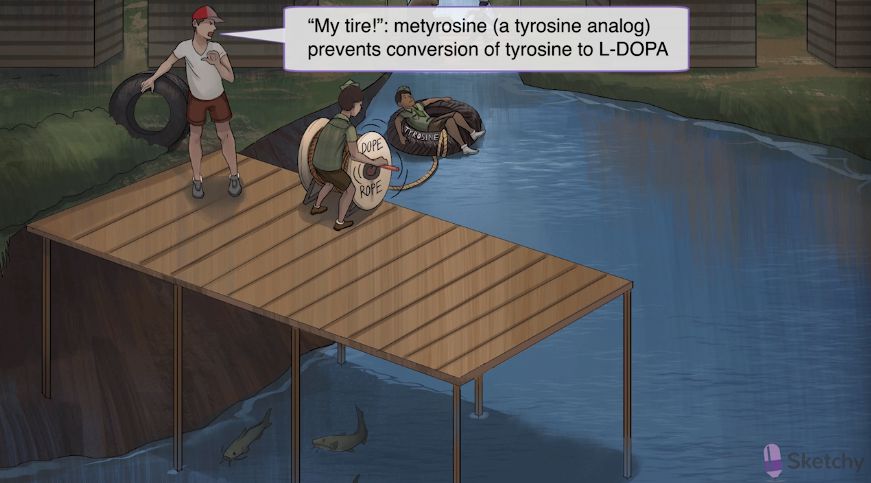 “My tire!”: metyrosine (a tyrosine analog)
prevents conversion of tyrosine to L-DOPA
TYROSINE
DOPE
ROPE
Sketchy